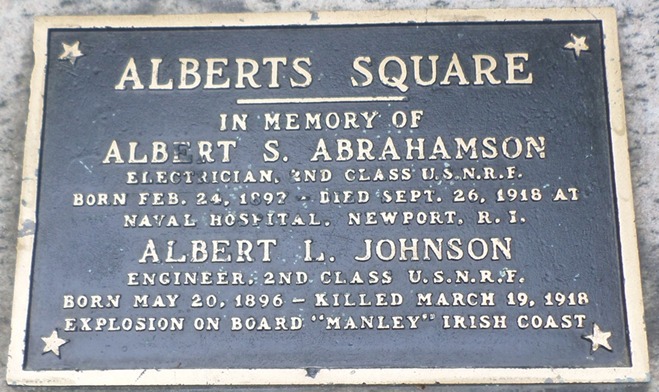 ALBERTS SQUARE
IN MEMORY OF
ALBERT S. ABRAHAMSON
ELECTRICIAN, 2ND CLASS U.S.N.R.F.
BORN FEB. 24, 1897 – DIED SEPT. 26, 1918 AT
NAVAL HOSPITAL, NEWPORT, R. I.
ALBERT L. JOHNSON
ENGINEER, 2ND CLASS U.S.N.R.F.
BORN MAY 20, 1896 – KILLED MARCH 19, 1918
EXPLOSION ON BOARD "MANLEY" IRISH COAST